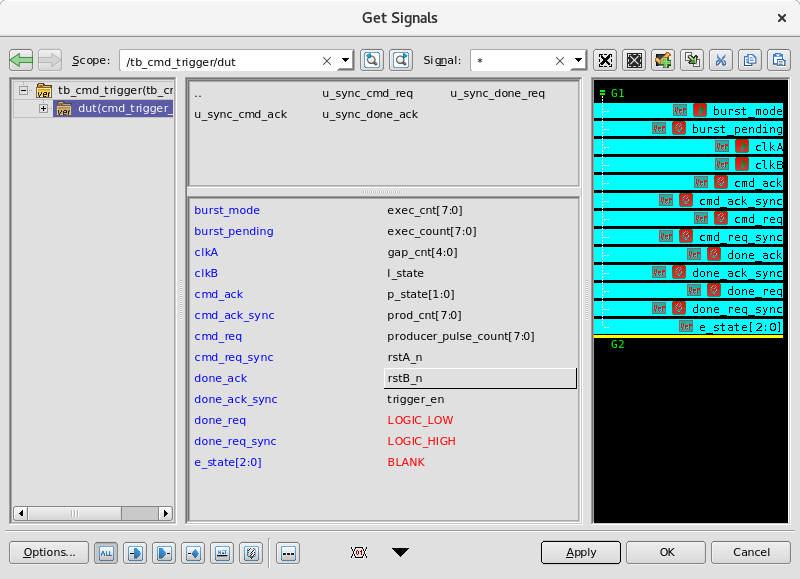 Get Signals
Scope: /tb_cmd_trigger/dut Signal: *
tb_cmd_trigger(tb_cr
dut(cmd_trigger_
.. u_sync_cmd_req u_sync_done_req
u_sync_cmd_ack u_sync_done_ack
burst_mode exec_cnt[7:0]
burst_pending exec_count[7:0]
clkA gap_cnt[4:0]
clkB l_state
cmd_ack p_state[1:0]
cmd_ack_sync prod_cnt[7:0]
cmd_req producer_pulse_count[7:0]
cmd_req_sync rstA_n
done_ack rstB_n
done_ack_sync trigger_en
done_req LOGIC_LOW
done_req_sync LOGIC_HIGH
e_state[2:0] BLANK
G1
burst_mode
burst_pending
clkA
clkB
cmd_ack
cmd_ack_sync
cmd_req
cmd_req_sync
done_ack
done_ack_sync
done_req
done_req_sync
e_state[2:0]
G2
Options... ALL Apply OK Cancel